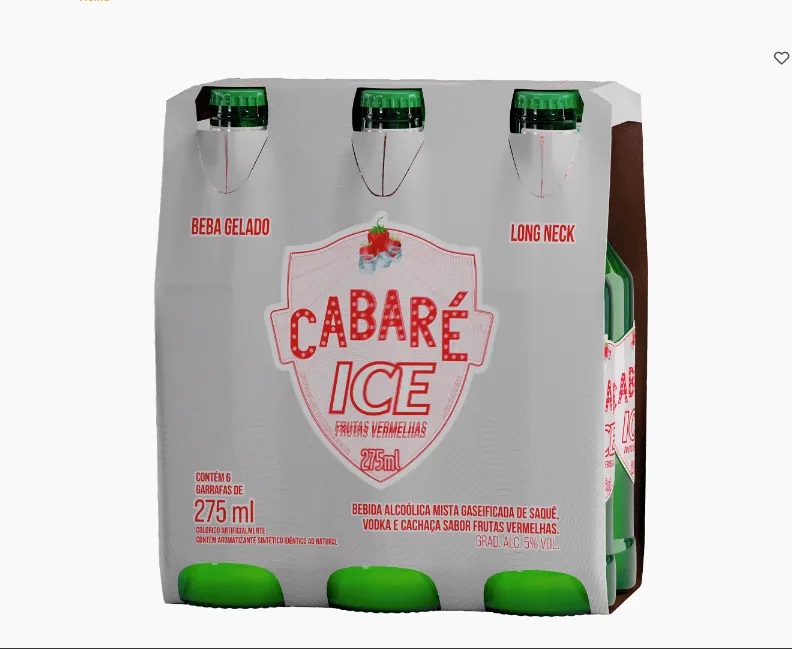 BEBA GELADO
LONG NECK
CABARÉ
ICE
FRUTAS VERMELHAS
275ml
CONTÉM 6
GARRAFAS DE
275 ml
COLORIDO ARTIFICIALMENTE
CONTÉM AROMATIZANTE SINTÉTICO IDÊNTICO AO NATURAL
BEBIDA ALCOÓLICA MISTA GASEIFICADA DE SAQUÊ,
VODKA E CACHAÇA SABOR FRUTAS VERMELHAS.
GRAD. ALC. 5% VOL.